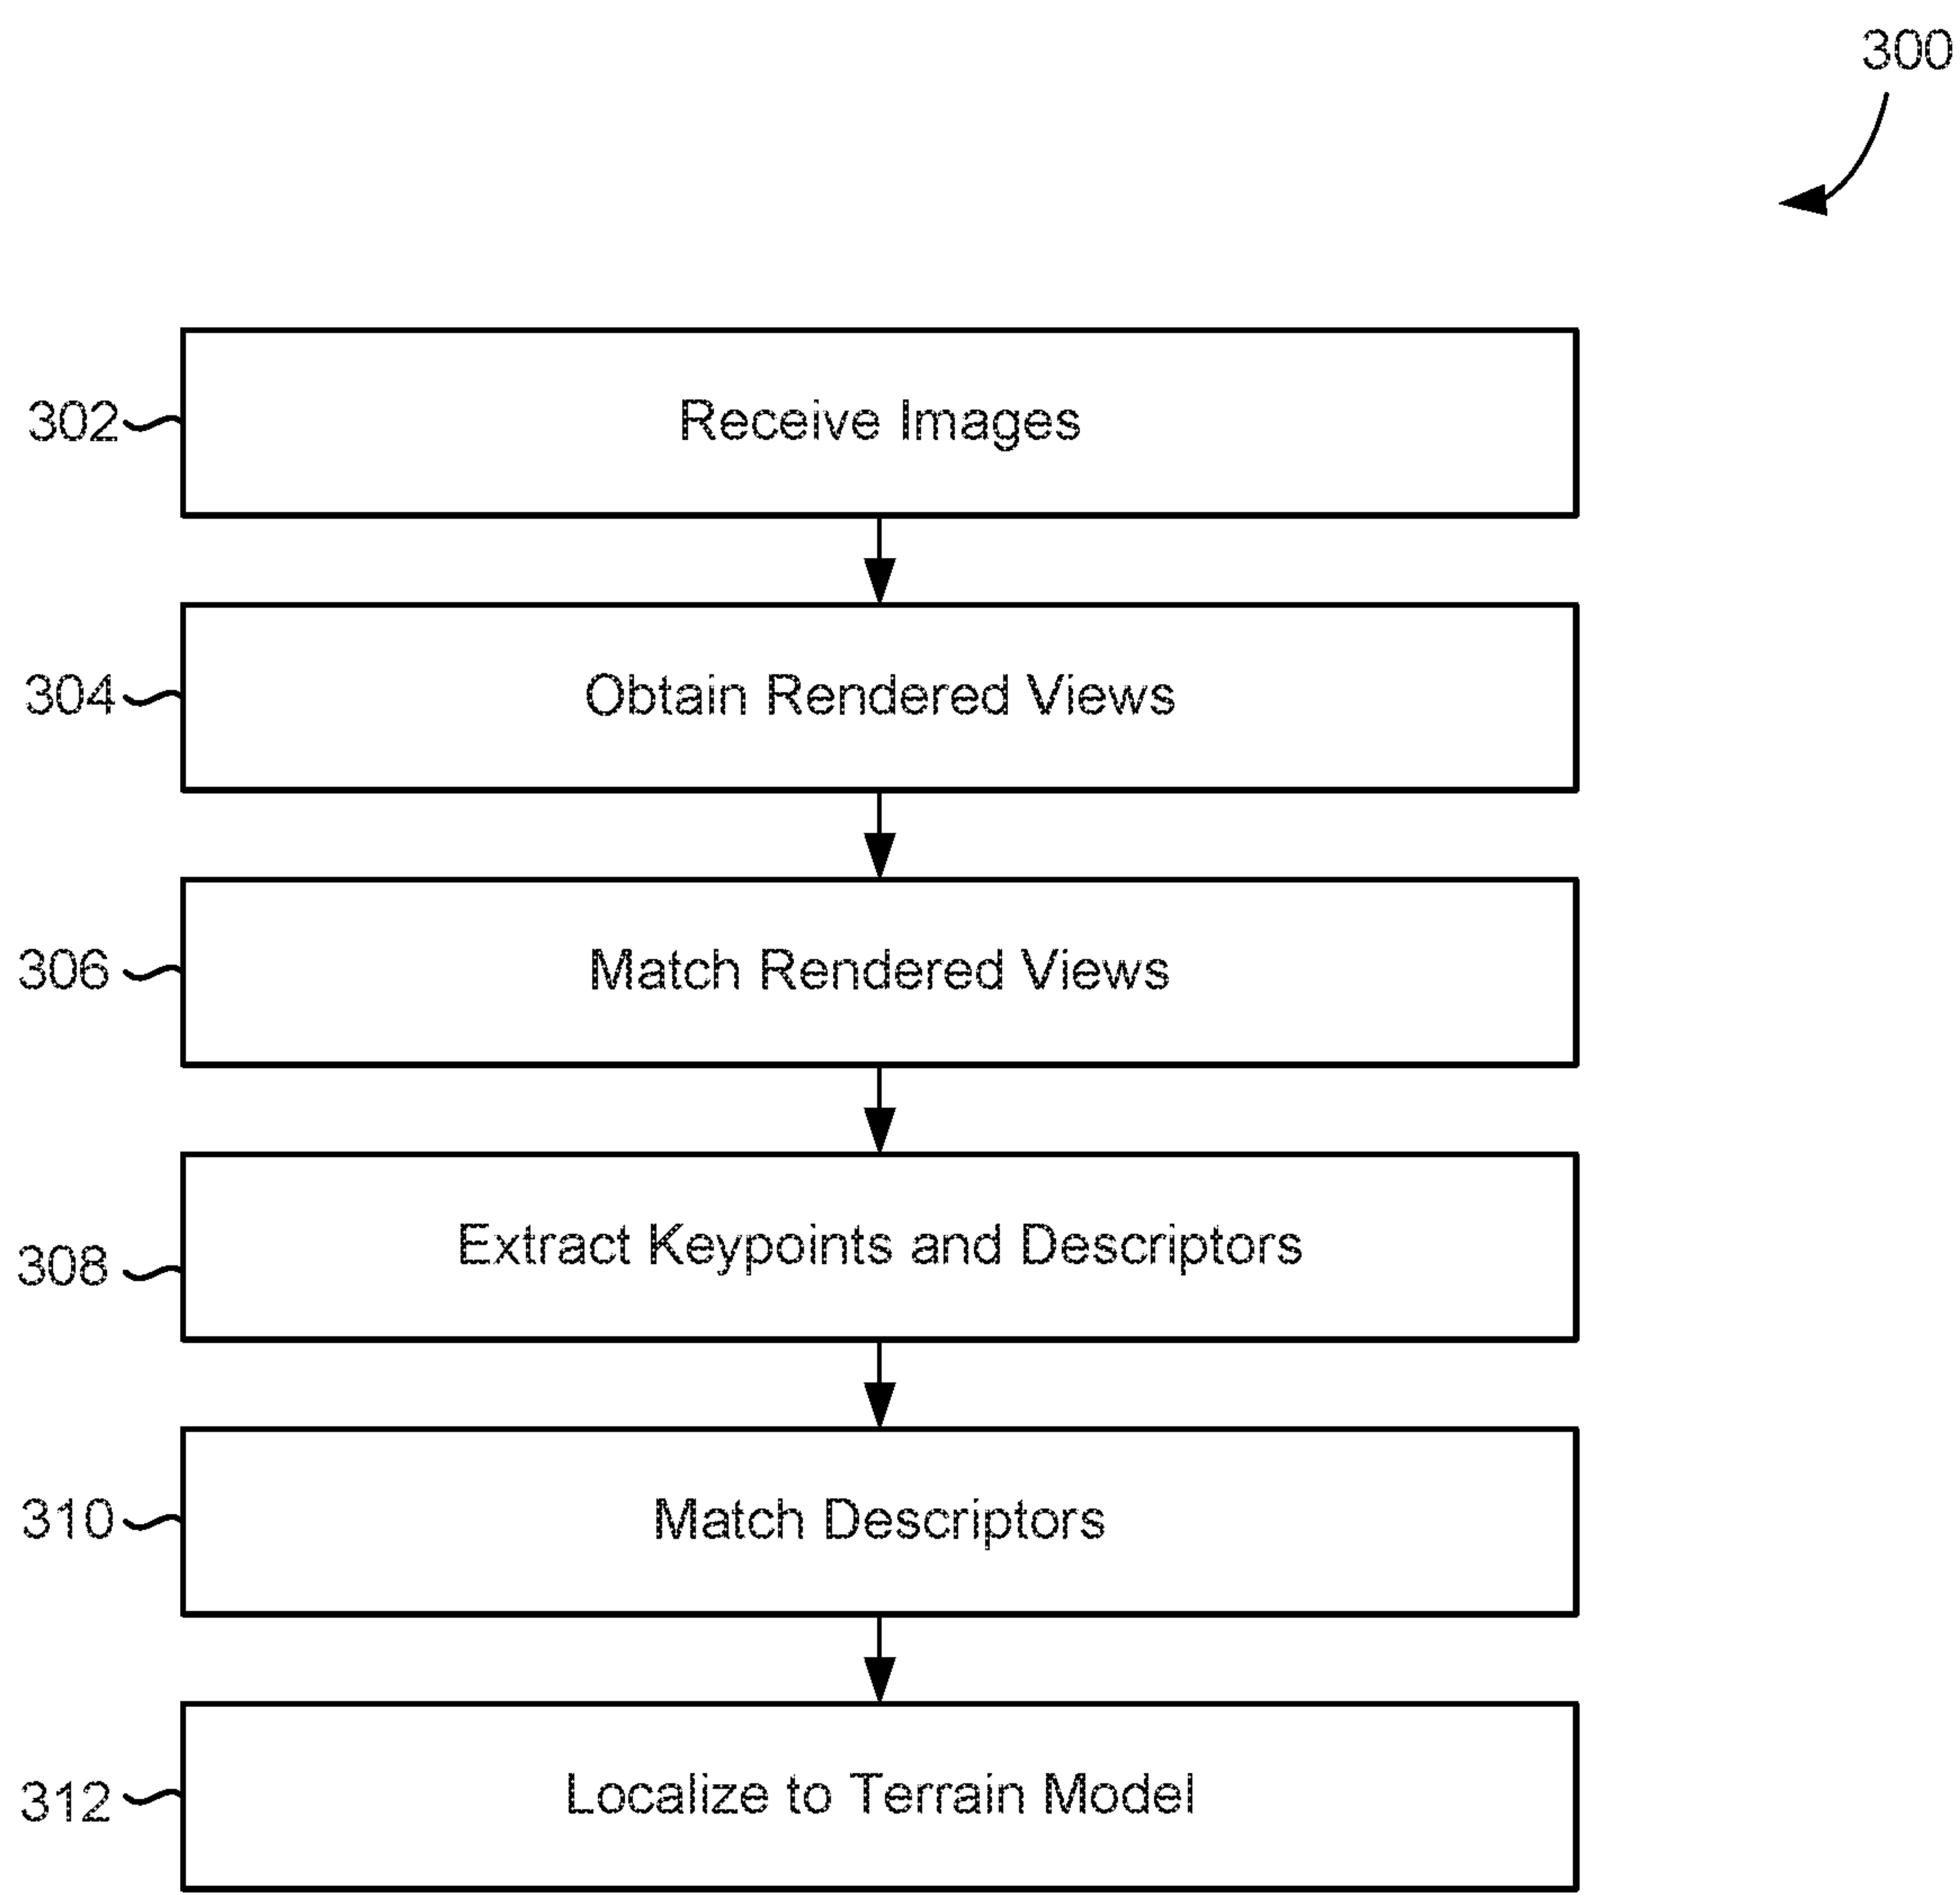 300
302 Receive Images
304 Obtain Rendered Views
306 Match Rendered Views
308 Extract Keypoints and Descriptors
310 Match Descriptors
312 Localize to Terrain Model